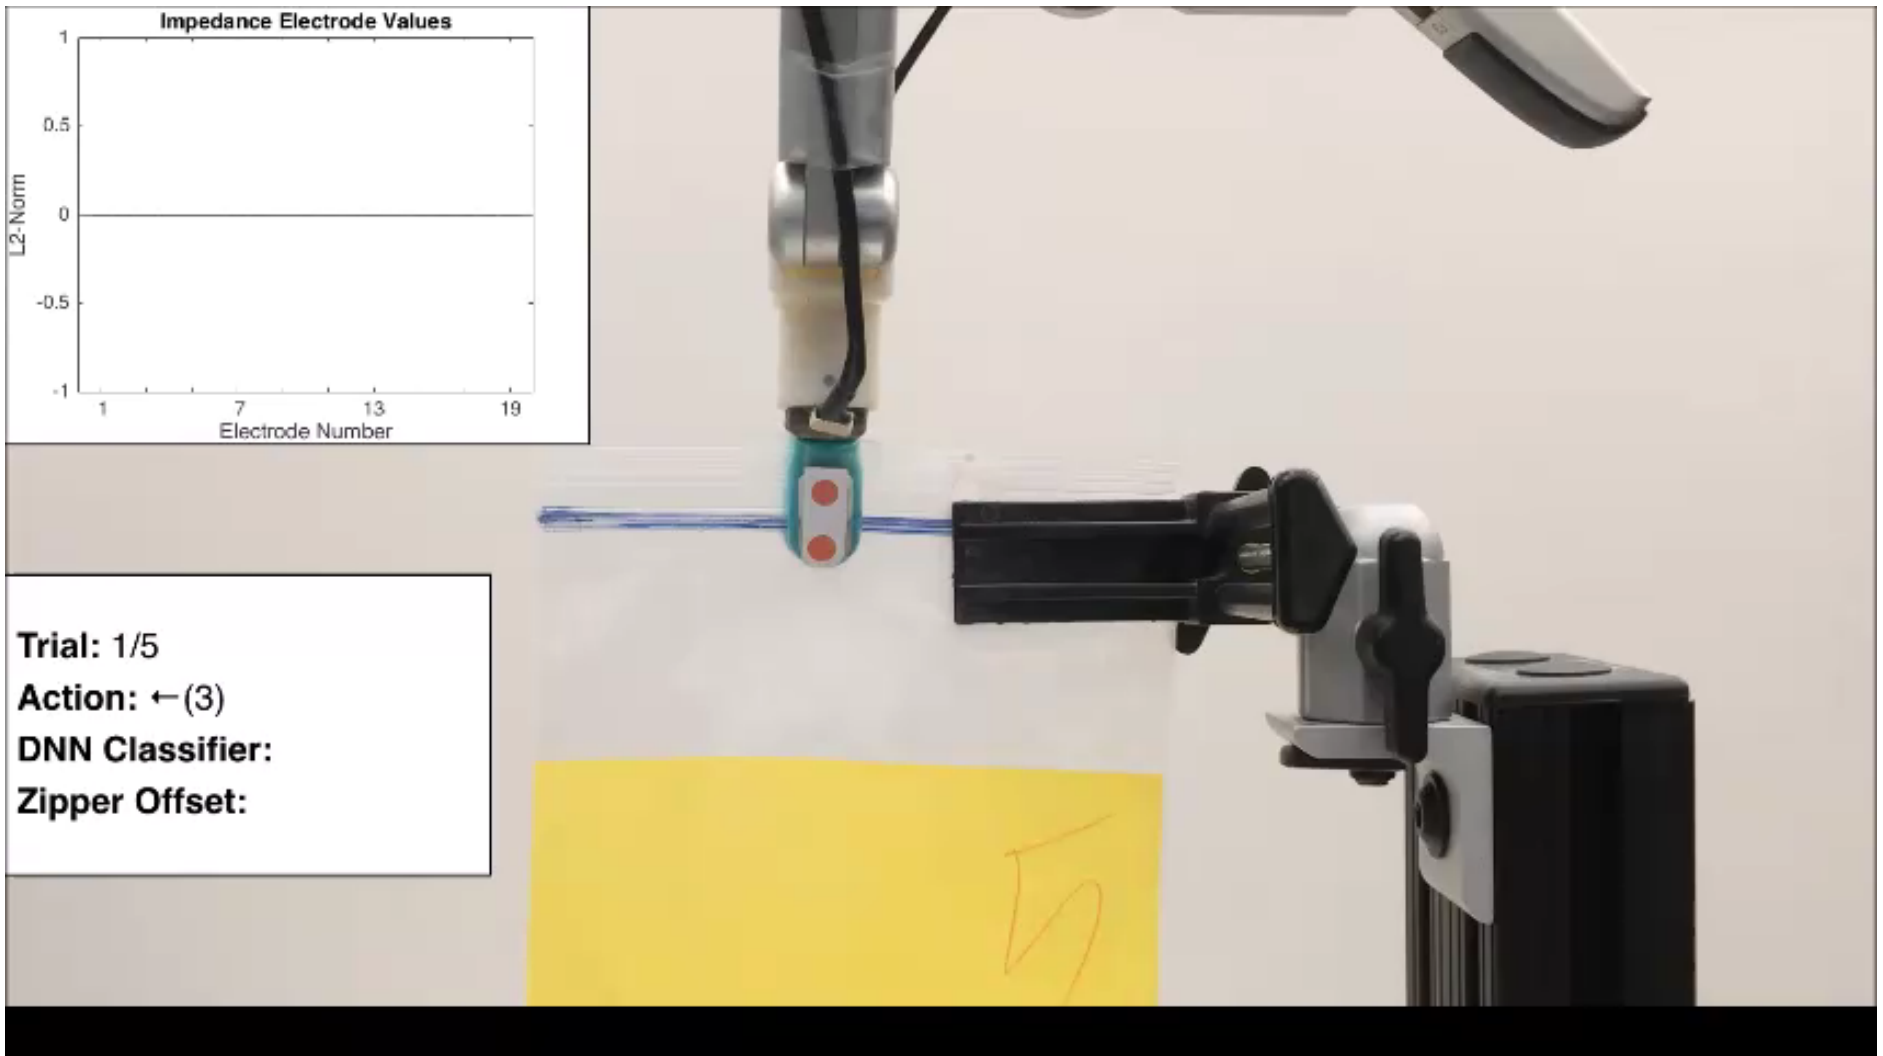 Impedance Electrode Values
1
0.5
0
-0.5
-1
L2-Norm
1 7 13 19
Electrode Number
Trial: 1/5
Action: ←(3)
DNN Classifier:
Zipper Offset:
5